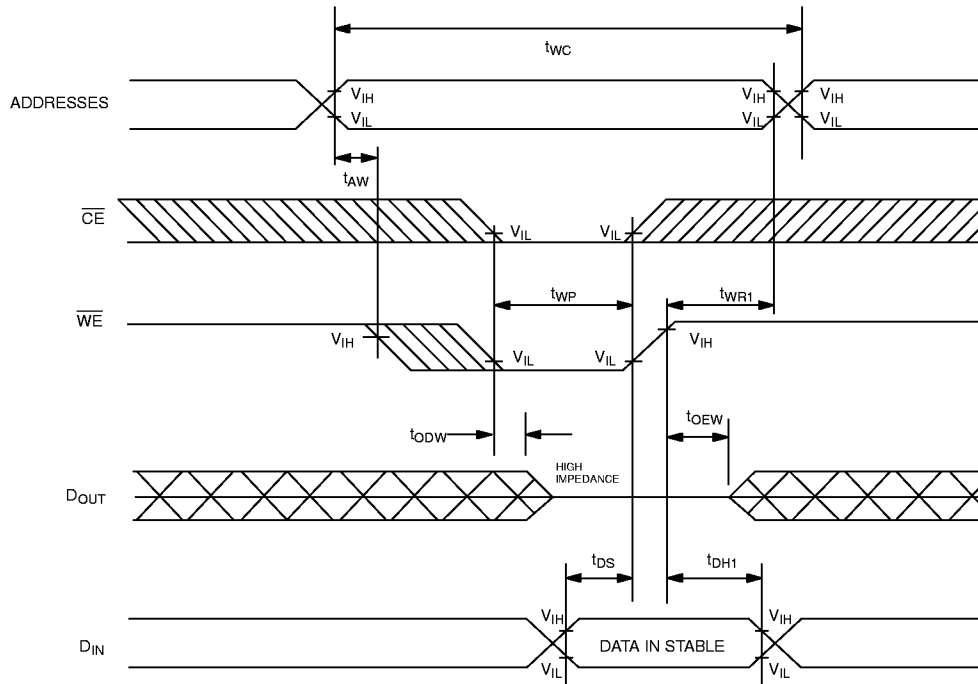 tWC
ADDRESSES
VIH VIH VIH
VIL VIL VIL
tAW
CE
VIL VIL
tWP tWR1
WE
VIH VIH
VIL VIL
tODW tOEW
HIGH
IMPEDANCE
DOUT
tDS tDH1
VIH VIH
DIN DATA IN STABLE
VIL VIL